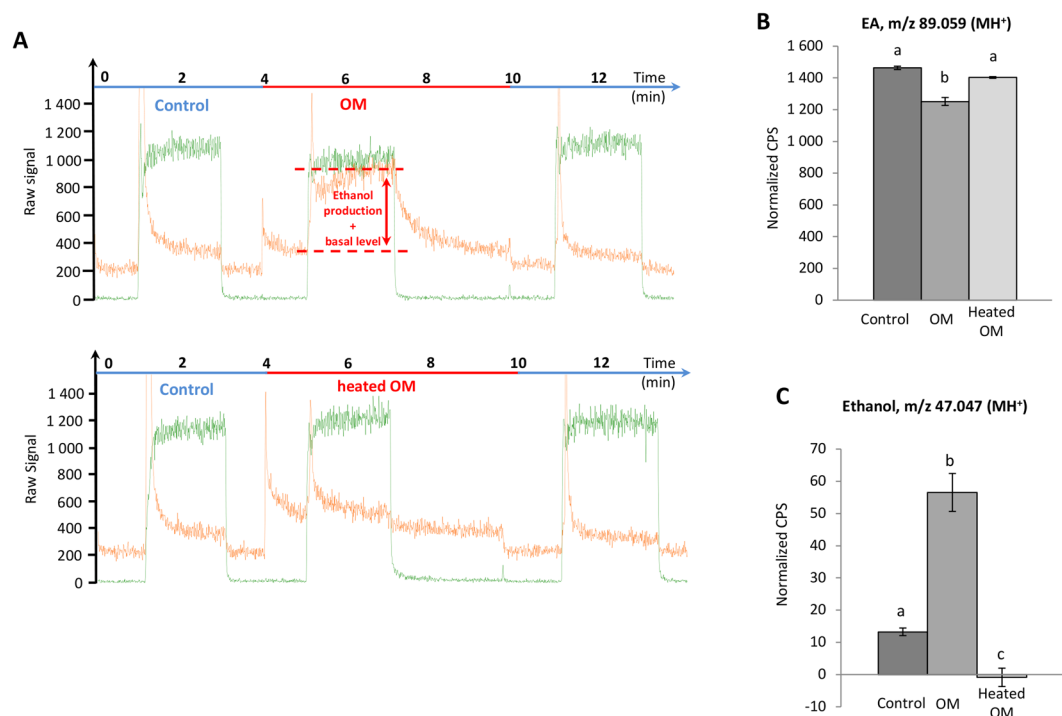 A
0 2 4 6 8 10 12 Time
(min)
Control OM
Raw signal
1 400
1 200
1 000
800
600
400
200
0
Ethanol
production
+
basal level
0 2 4 6 8 10 12 Time
(min)
Control heated OM
Raw Signal
1 400
1 200
1 000
800
600
400
200
0
B
EA, m/z 89.059 (MH⁺)
Normalized CPS
1 600
1 400
1 200
1 000
800
600
400
200
0
a b a
Control OM Heated
OM
C
Ethanol, m/z 47.047 (MH⁺)
Normalized CPS
70
60
50
40
30
20
10
0
-10
a b c
Control OM Heated
OM